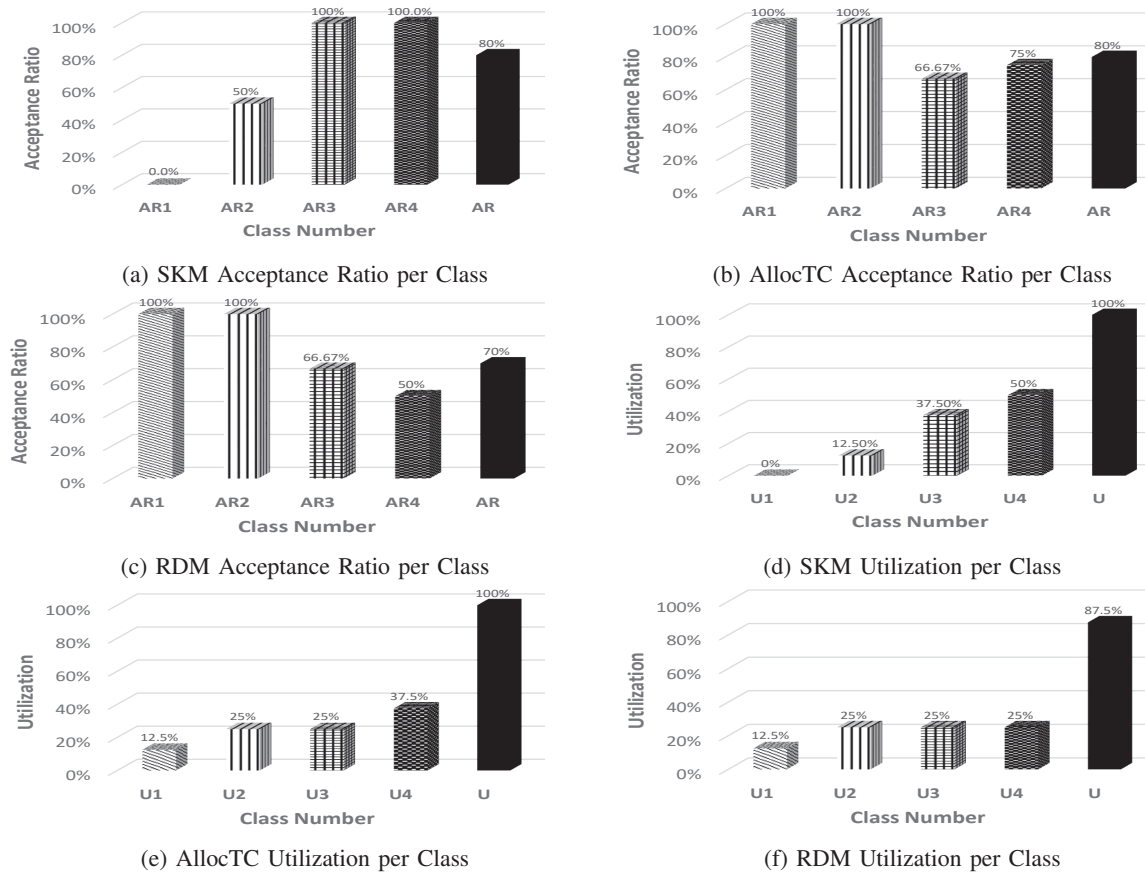 100%
80%
60%
40%
20%
0%
Acceptance Ratio
0.0%
50%
100%
100.0%
80%
AR1 AR2 AR3 AR4 AR
Class Number
(a) SKM Acceptance Ratio per Class
100%
80%
60%
40%
20%
0%
Acceptance Ratio
100%
100%
66.67%
75%
80%
AR1 AR2 AR3 AR4 AR
Class Number
(b) AllocTC Acceptance Ratio per Class
100%
80%
60%
40%
20%
0%
Acceptance Ratio
100%
100%
66.67%
50%
70%
AR1 AR2 AR3 AR4 AR
Class Number
(c) RDM Acceptance Ratio per Class
100%
80%
60%
40%
20%
0%
Utilization
0%
12.50%
37.50%
50%
100%
U1 U2 U3 U4 U
Class Number
(d) SKM Utilization per Class
100%
80%
60%
40%
20%
0%
Utilization
12.5%
25%
25%
37.5%
100%
U1 U2 U3 U4 U
Class Number
(e) AllocTC Utilization per Class
100%
80%
60%
40%
20%
0%
Utilization
12.5%
25%
25%
25%
87.5%
U1 U2 U3 U4 U
Class Number
(f) RDM Utilization per Class